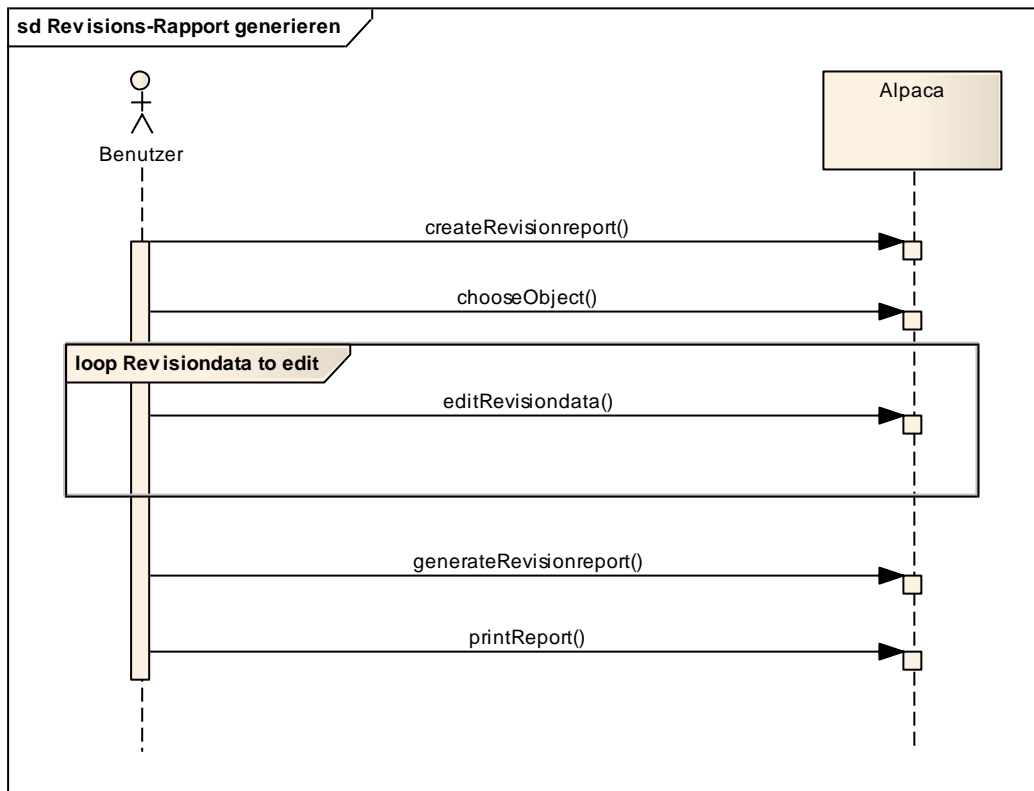 sd Revisions-Rapport generieren
Benutzer
Alpaca
createRevisionreport()
chooseObject()
loop Revisiondata to edit
editRevisiondata()
generateRevisionreport()
printReport()